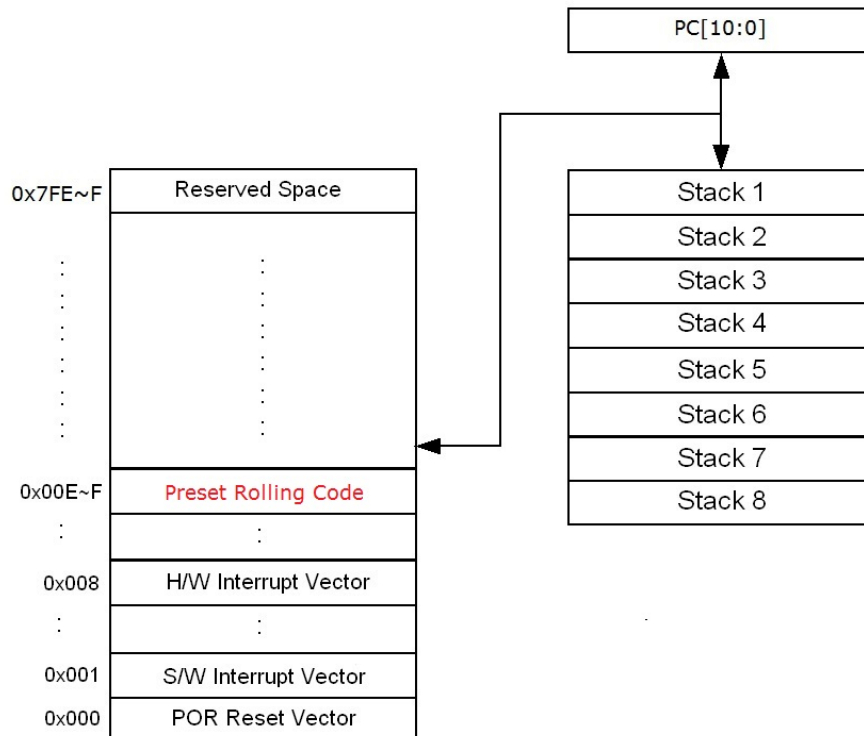 PC[10:0]
0x7FE~F Reserved Space
: :
: :
: :
: :
: :
: :
0x00E~F Preset Rolling Code
: :
0x008 H/W Interrupt Vector
: :
0x001 S/W Interrupt Vector
0x000 POR Reset Vector
Stack 1
Stack 2
Stack 3
Stack 4
Stack 5
Stack 6
Stack 7
Stack 8